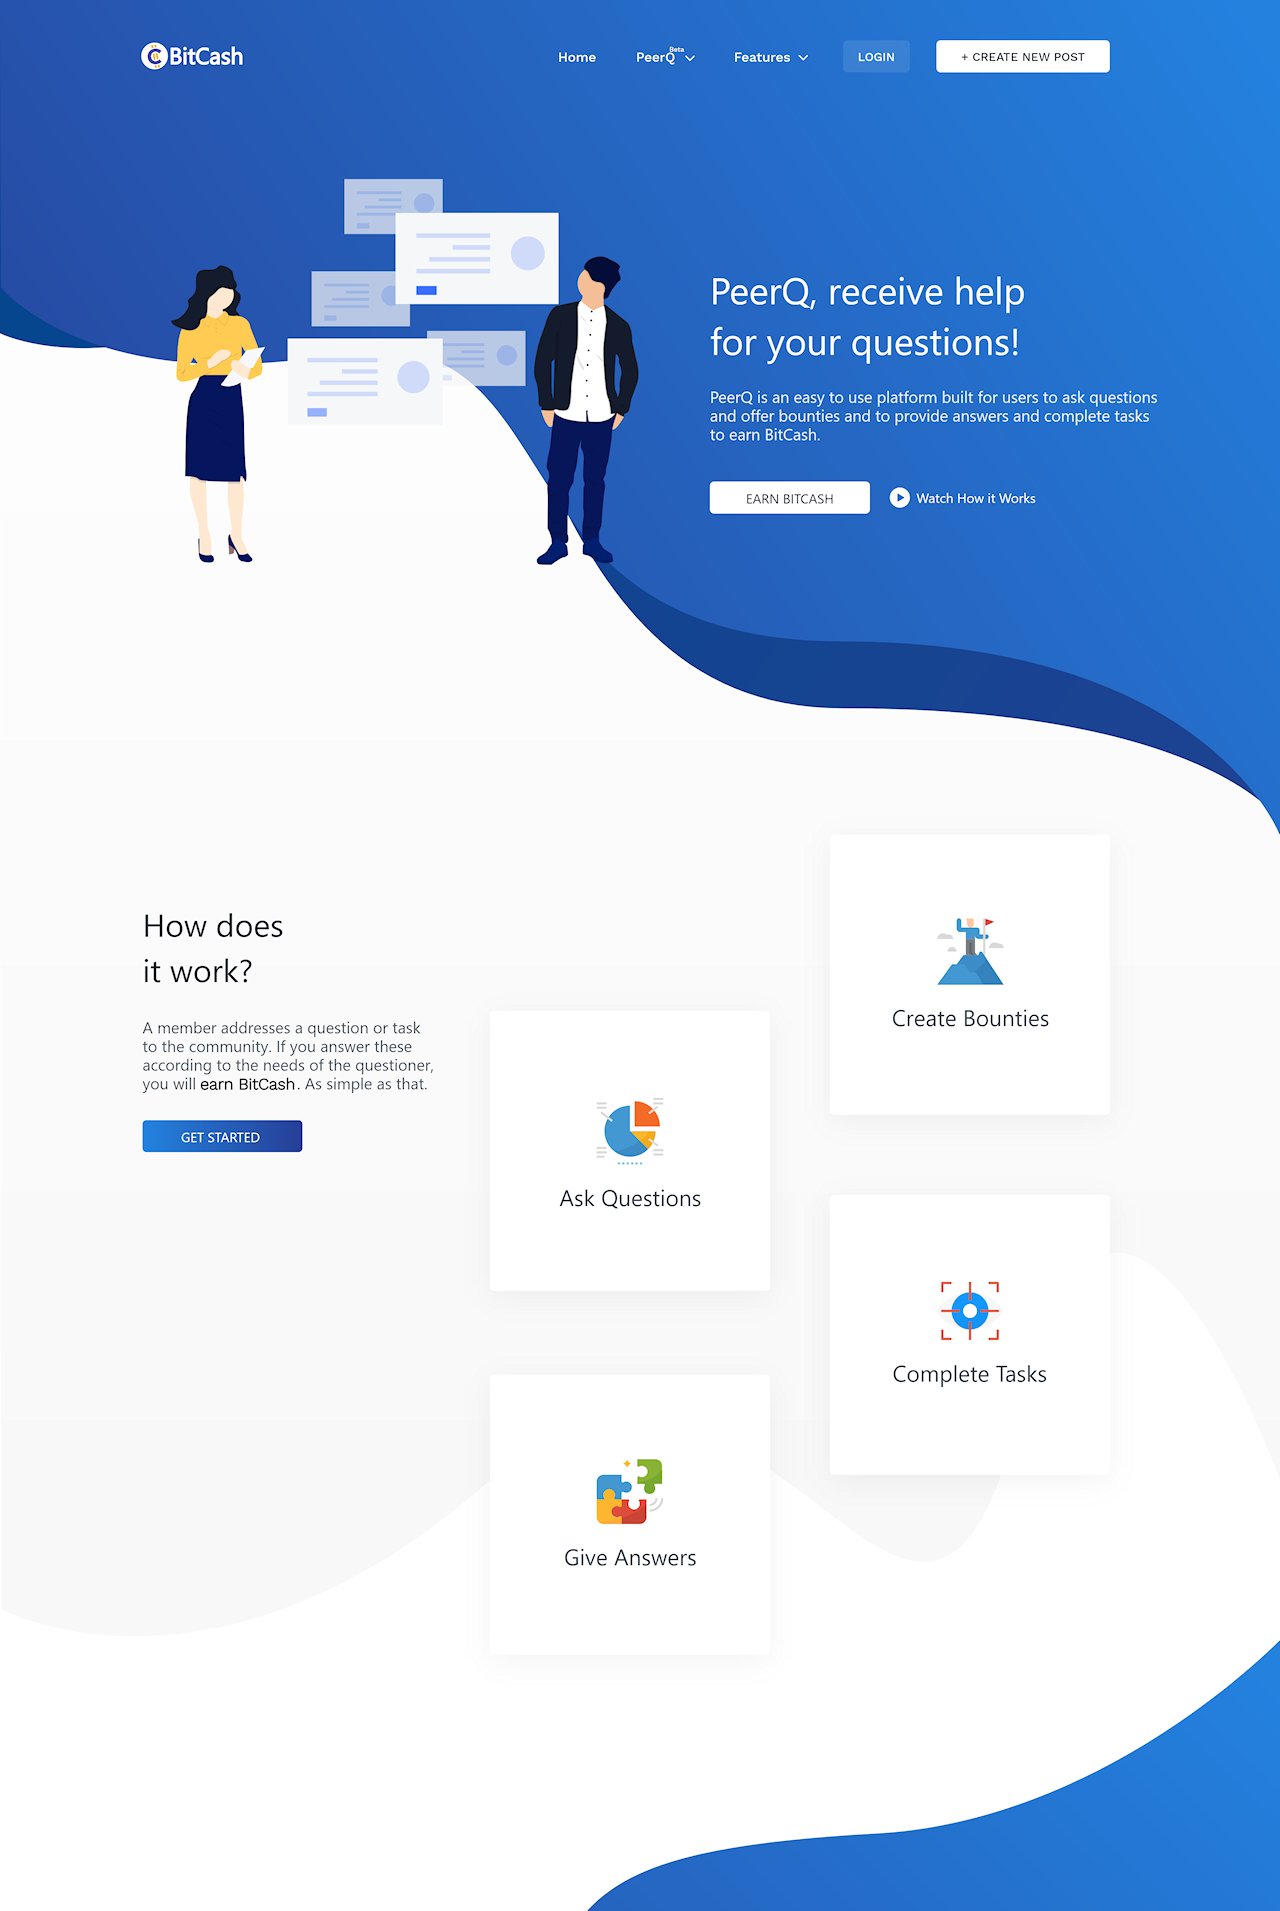 BitCash
Home
PeerQ Beta
Features
LOGIN
+ CREATE NEW POST
PeerQ, receive help
for your questions!
PeerQ is an easy to use platform built for users to ask questions
and offer bounties and to provide answers and complete tasks
to earn BitCash.
EARN BITCASH
Watch How it Works
How does
it work?
A member addresses a question or task
to the community. If you answer these
according to the needs of the questioner,
you will earn BitCash. As simple as that.
GET STARTED
Create Bounties
Ask Questions
Complete Tasks
Give Answers